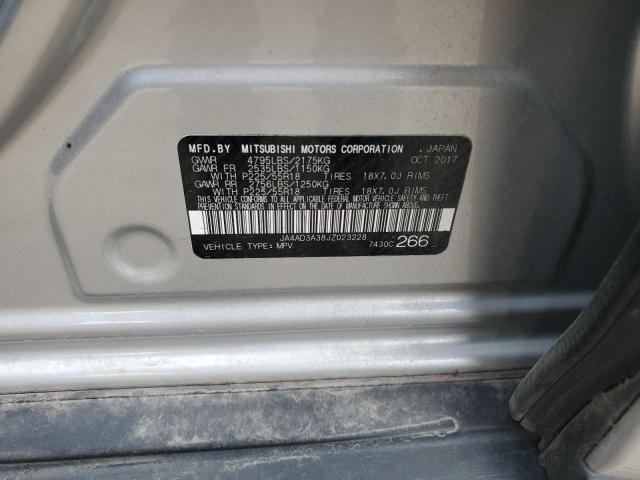 MFD.BY MITSUBISHI MOTORS CORPORATION . JAPAN
GVWR 4795LBS/2175KG OCT 2017
GAWR FR 2535LBS/1150KG
WITH P225/55R18 TIRES 18X7.0J RIMS
GAWR RR 2756LBS/1250KG
WITH P225/55R18 TIRES 18X7.0J RIMS
THIS VEHICLE CONFORMS TO ALL APPLICABLE FEDERAL MOTOR VEHICLE SAFETY, BUMPER, AND THEFT
PREVENTION STANDARDS IN EFFECT ON THE DATE OF MANUFACTURE SHOWN ABOVE.
JA4AD3A38JZ023228
VEHICLE TYPE: MPV 7430C 266